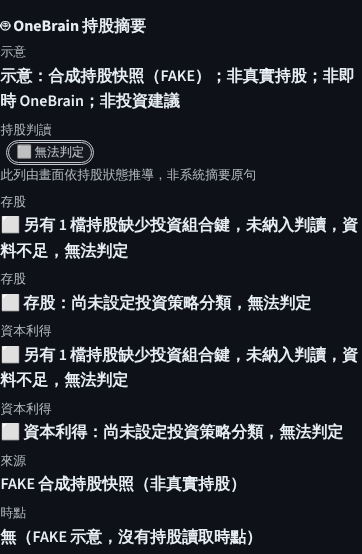 🧠 OneBrain 持股摘要
示意
示意：合成持股快照（FAKE）；非真實持股；非即
時 OneBrain；非投資建議
持股判讀
⬜ 無法判定
此列由畫面依持股狀態推導，非系統摘要原句
存股
⬜ 另有 1 檔持股缺少投資組合鍵，未納入判讀，資
料不足，無法判定
存股
⬜ 存股：尚未設定投資策略分類，無法判定
資本利得
⬜ 另有 1 檔持股缺少投資組合鍵，未納入判讀，資
料不足，無法判定
資本利得
⬜ 資本利得：尚未設定投資策略分類，無法判定
來源
FAKE 合成持股快照（非真實持股）
時點
無（FAKE 示意，沒有持股讀取時點）